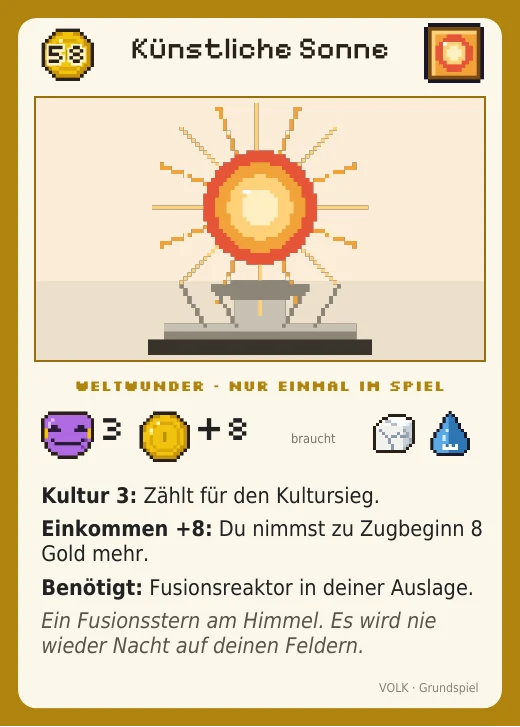 58
Künstliche Sonne
WELTWUNDER · NUR EINMAL IM SPIEL
3
+8
braucht
Kultur 3: Zählt für den Kultursieg.
Einkommen +8: Du nimmst zu Zugbeginn 8
Gold mehr.
Benötigt: Fusionsreaktor in deiner Auslage.
Ein Fusionsstern am Himmel. Es wird nie
wieder Nacht auf deinen Feldern.
VOLK · Grundspiel